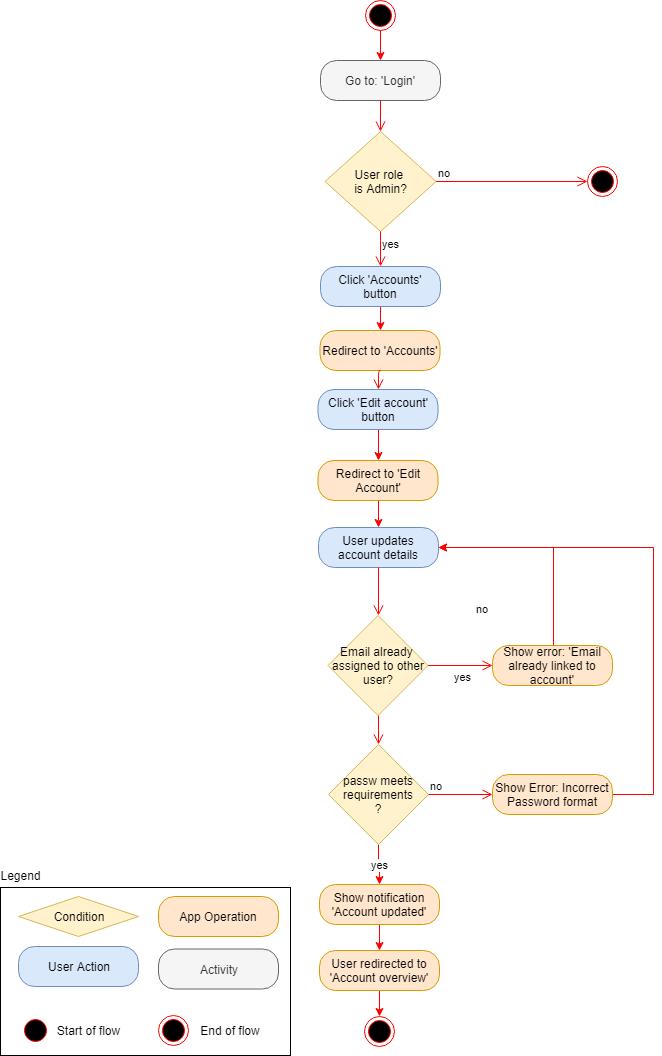 Go to: 'Login'
User role
is Admin?
no
yes
Click 'Accounts'
button
Redirect to 'Accounts'
Click 'Edit account'
button
Redirect to 'Edit
Account'
User updates
account details
no
Email already
assigned to other
user?
yes
Show error: 'Email
already linked to
account'
passw meets
requirements
?
no
Show Error: Incorrect
Password format
yes
Show notification
'Account updated'
User redirected to
'Account overview'
Legend
Condition
App Operation
User Action
Activity
Start of flow
End of flow